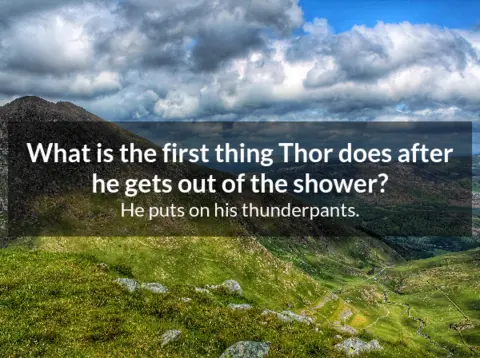 What is the first thing Thor does after
he gets out of the shower?
He puts on his thunderpants.